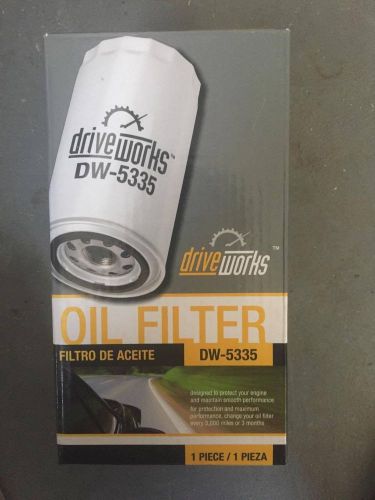 driveworks™
DW-5335
driveworks™
OIL FILTER
FILTRO DE ACEITE
DW-5335
designed to protect your engine
and maintain smooth performance
for protection and maximum
performance, change your oil filter
every 3,000 miles or 3 months
1 PIECE / 1 PIEZA